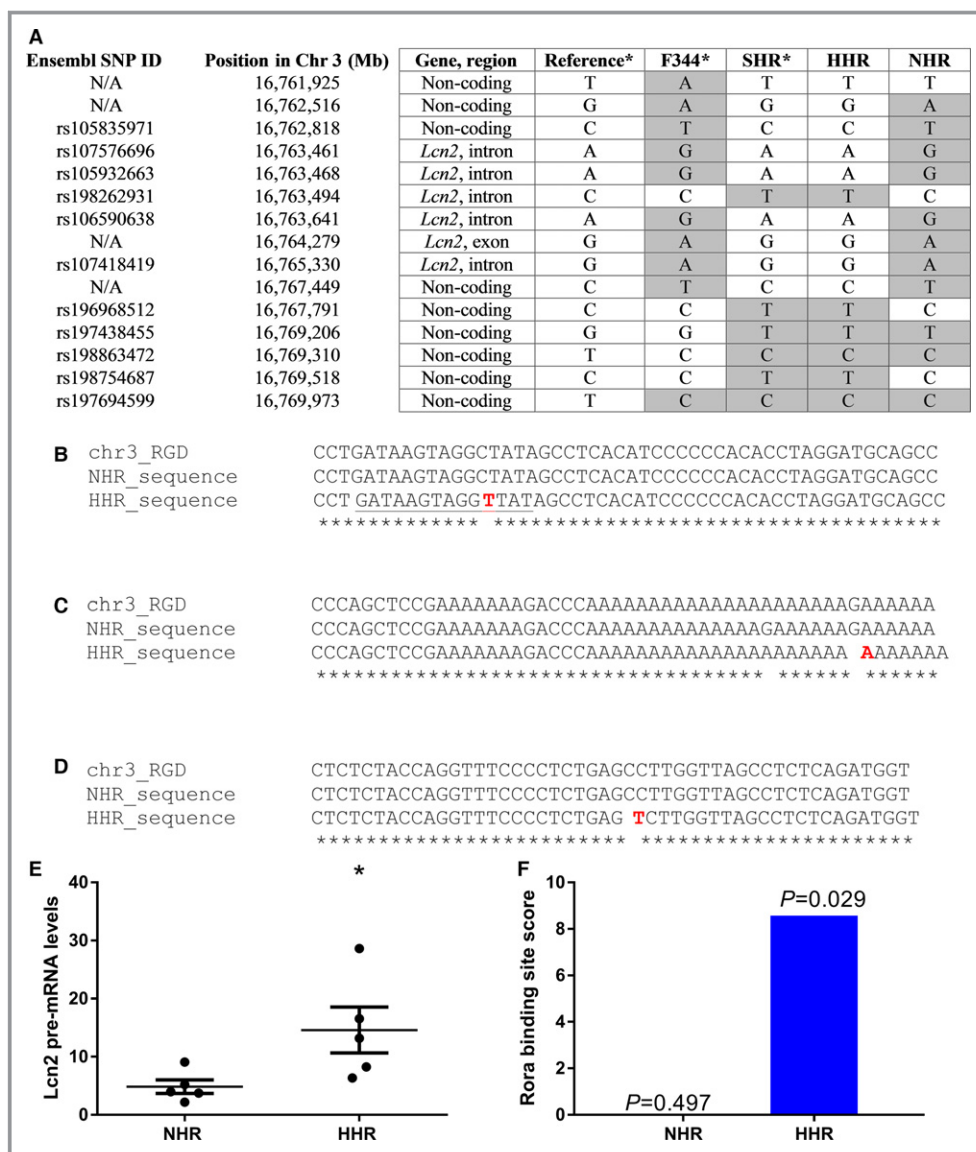 A
Ensembl SNP ID Position in Chr 3 (Mb) Gene, region Reference* F344* SHR* HHR NHR
N/A 16,761,925 Non-coding T A T T T
N/A 16,762,516 Non-coding G A G G A
rs105835971 16,762,818 Non-coding C T C C T
rs107576696 16,763,461 Lcn2, intron A G A A G
rs105932663 16,763,468 Lcn2, intron A G A A G
rs198262931 16,763,494 Lcn2, intron C C T T C
rs106590638 16,763,641 Lcn2, intron A G A A G
N/A 16,764,279 Lcn2, exon G A G G A
rs107418419 16,765,330 Lcn2, intron G A G G A
N/A 16,767,449 Non-coding C T C C T
rs196968512 16,767,791 Non-coding C C T T C
rs197438455 16,769,206 Non-coding G G T T T
rs198863472 16,769,310 Non-coding T C C C C
rs198754687 16,769,518 Non-coding C C T T C
rs197694599 16,769,973 Non-coding T C C C C
B chr3_RGD CCTGATAAGTAGGCTATAGCCTCACATCCCCCCACACCTAGGATGCAGCC
NHR_sequence CCTGATAAGTAGGCTATAGCCTCACATCCCCCCACACCTAGGATGCAGCC
HHR_sequence CCT GATAAGTAGGTTATAGCCTCACATCCCCCCACACCTAGGATGCAGCC
************* ************************************
C chr3_RGD CCCAGCTCCGAAAAAAAGACCCAAAAAAAAAAAAAAAAAAAAAGAAAAAA
NHR_sequence CCCAGCTCCGAAAAAAAGACCCAAAAAAAAAAAAAAGAAAAAAGAAAAAA
HHR_sequence CCCAGCTCCGAAAAAAAGACCCAAAAAAAAAAAAAAAAAAAAA AAAAAAA
************************************ ****** ******
D chr3_RGD CTCTCTACCAGGTTTCCCCTCTGAGCCTTGGTTAGCCTCTCAGATGGT
NHR_sequence CTCTCTACCAGGTTTCCCCTCTGAGCCTTGGTTAGCCTCTCAGATGGT
HHR_sequence CTCTCTACCAGGTTTCCCCTCTGAG TCTTGGTTAGCCTCTCAGATGGT
************************* **********************
E
Lcn2 pre-mRNA levels
40
30
20
10
0
*
NHR HHR
F
Rora binding site score
10
8
6
4
2
0
P=0.029
P=0.497
NHR HHR